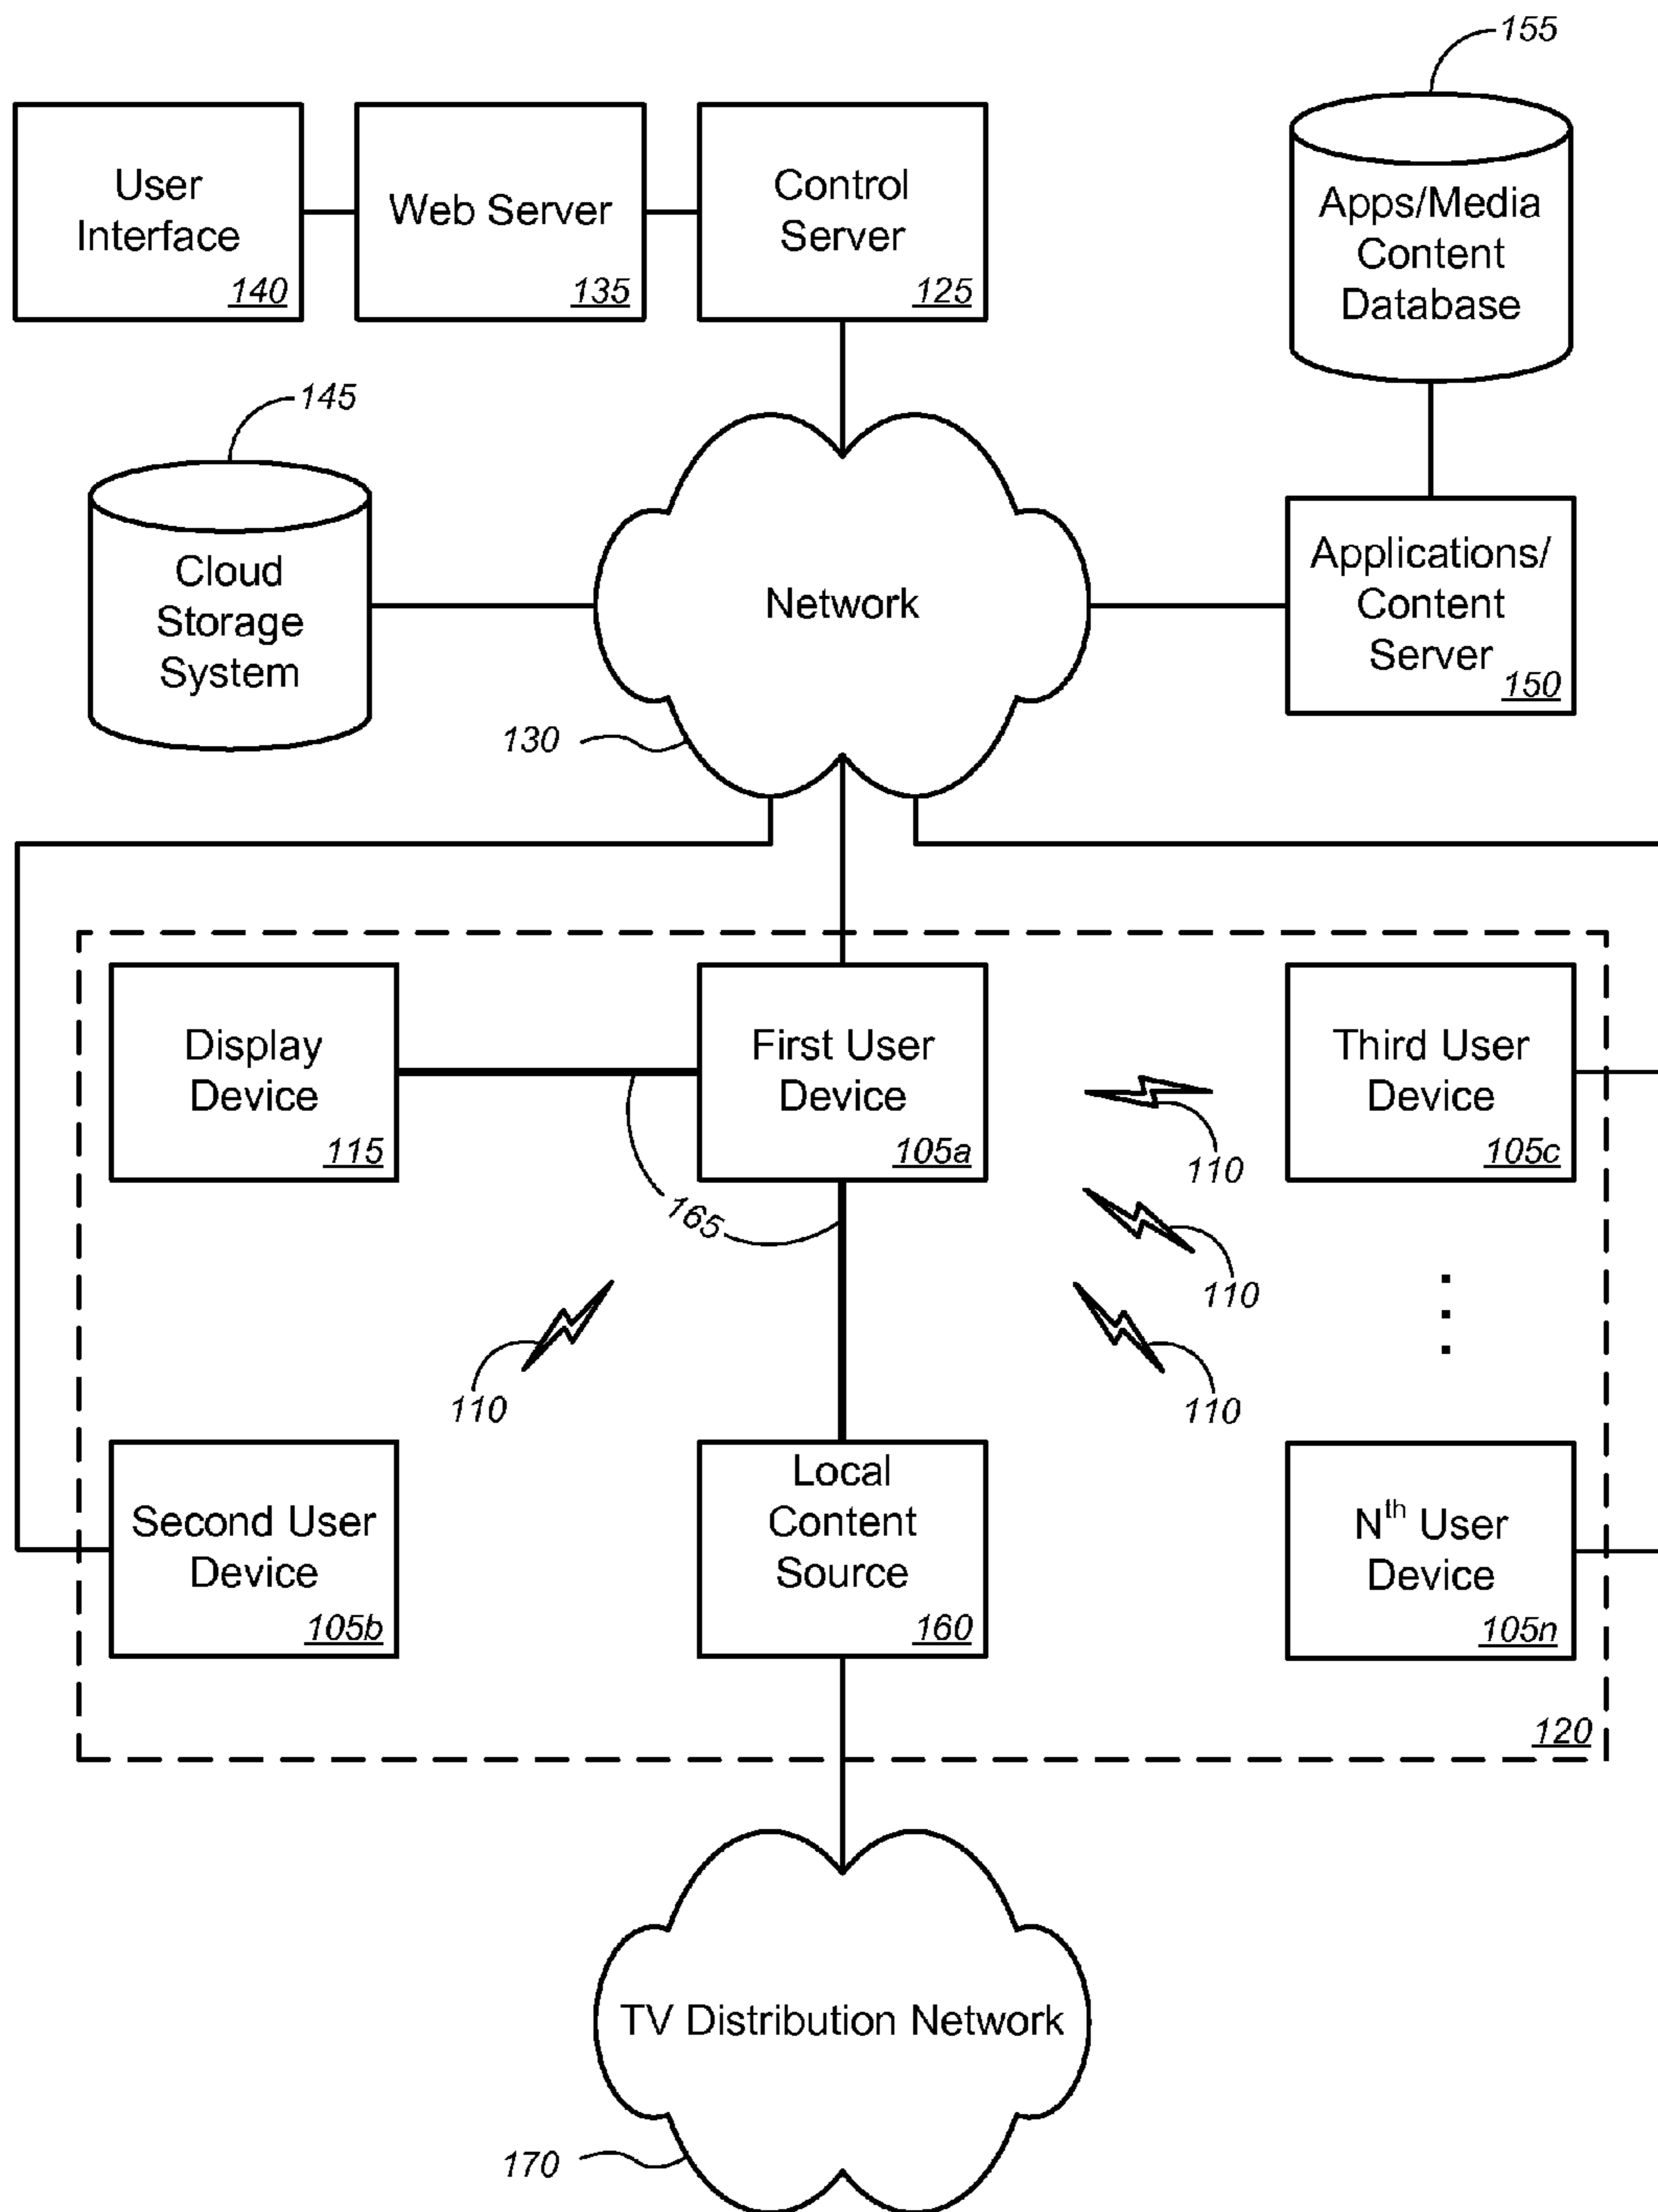 155
User
Interface
140
Web Server
135
Control
Server
125
Apps/Media
Content
Database
145
Cloud
Storage
System
Network
130
Applications/
Content
Server
150
Display
Device
115
First User
Device
105a
Third User
Device
105c
165
110
110
110
110
Second User
Device
105b
Local
Content
Source
160
Nth User
Device
105n
120
TV Distribution Network
170